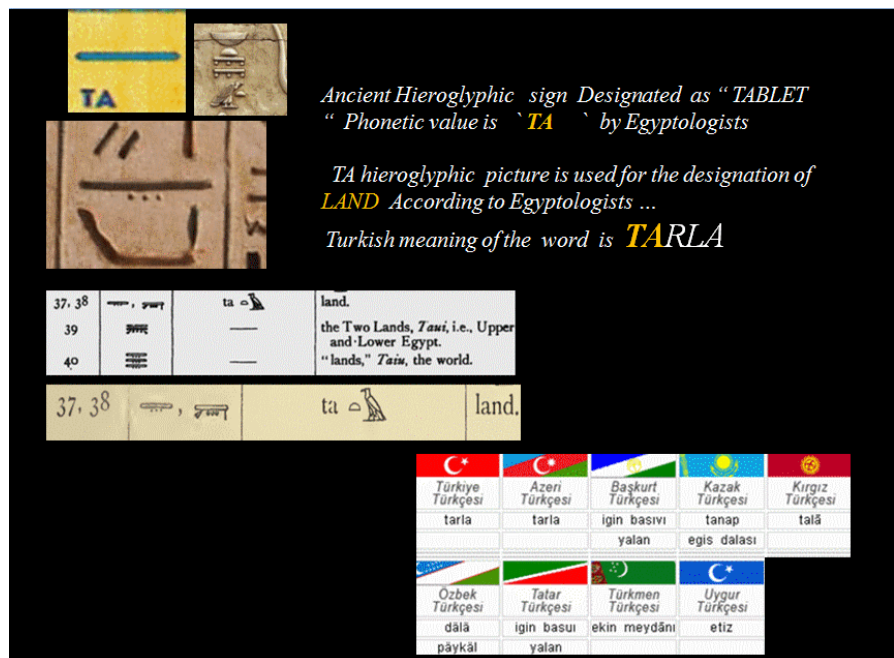 TA
Ancient Hieroglyphic sign Designated as “ TABLET
“ Phonetic value is ` TA ` by Egyptologists
TA hieroglyphic picture is used for the designation of
LAND According to Egyptologists ...
Turkish meaning of the word is TARLA
37, 38 ta land.
39 — the Two Lands, Taui, i.e., Upper
and Lower Egypt.
40 — “lands,” Taiu, the world.
37, 38 ta land.
Türkiye Azeri Başkurt Kazak Kırgız
Türkçesi Türkçesi Türkçesi Türkçesi Türkçesi
tarla tarla igin basıvı tanap talā
yalan egis dalası
Özbek Tatar Türkmen Uygur
Türkçesi Türkçesi Türkçesi Türkçesi
dālā igin basuı ekin meydānı etiz
pāykāl yalan